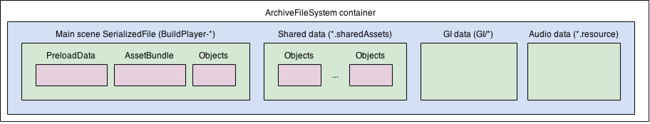 ArchiveFileSystem container
Main scene SerializedFile (BuildPlayer-*)
PreloadData
AssetBundle
Objects
Shared data (*.sharedAssets)
Objects
...
Objects
GI data (GI/*)
Audio data (*.resource)